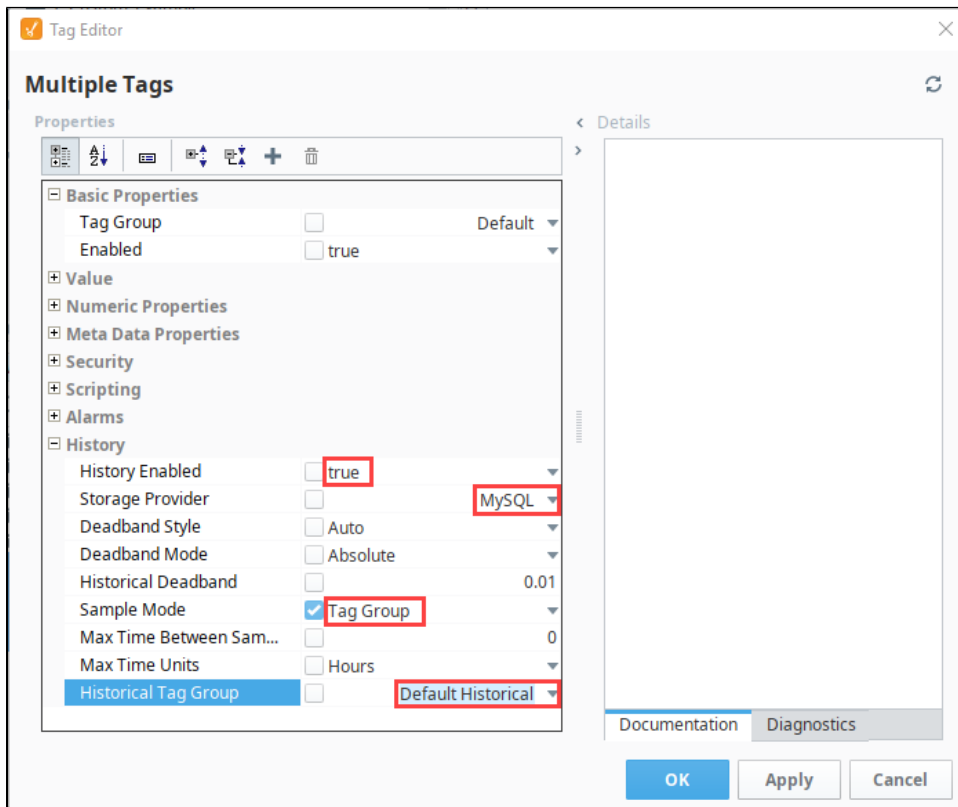 Tag Editor
Multiple Tags
Properties
Details
Basic Properties
Tag Group Default
Enabled true
Value
Numeric Properties
Meta Data Properties
Security
Scripting
Alarms
History
History Enabled true
Storage Provider MySQL
Deadband Style Auto
Deadband Mode Absolute
Historical Deadband 0.01
Sample Mode Tag Group
Max Time Between Sam... 0
Max Time Units Hours
Historical Tag Group Default Historical
Documentation Diagnostics
OK Apply Cancel